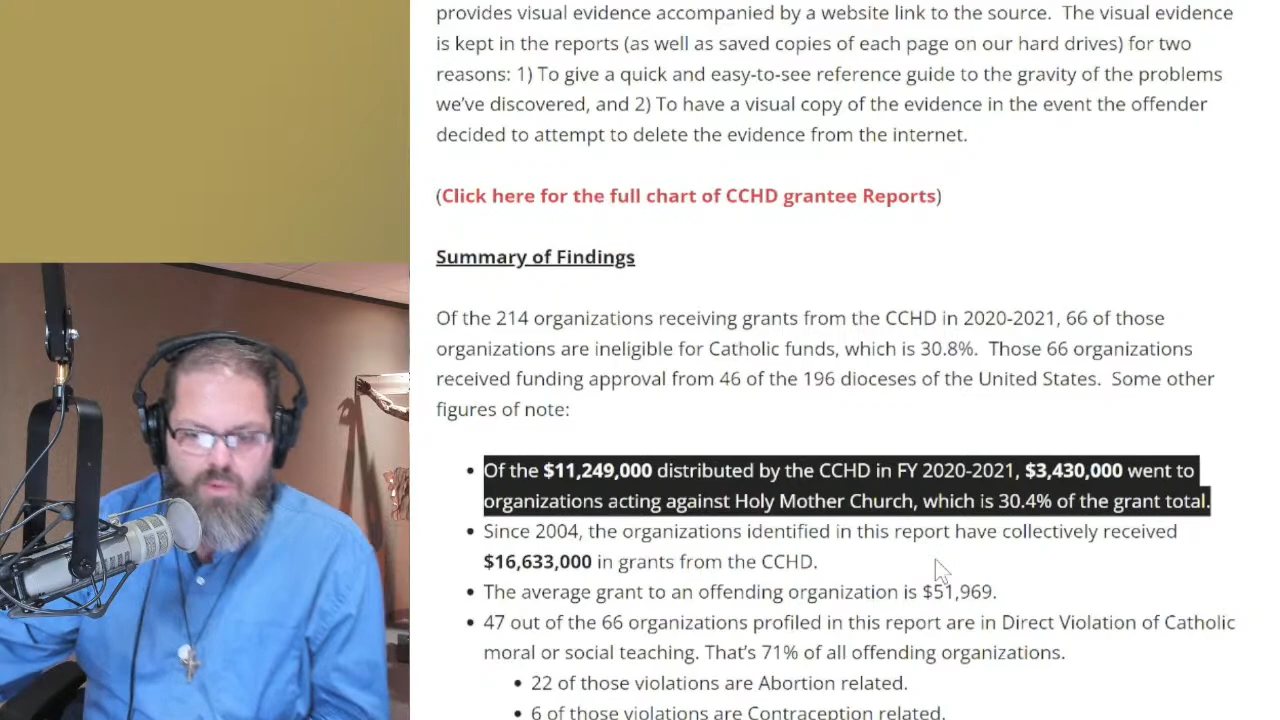 provides visual evidence accompanied by a website link to the source.  The visual evidence
is kept in the reports (as well as saved copies of each page on our hard drives) for two
reasons: 1) To give a quick and easy-to-see reference guide to the gravity of the problems
we've discovered, and 2) To have a visual copy of the evidence in the event the offender
decided to attempt to delete the evidence from the internet.
(Click here for the full chart of CCHD grantee Reports)
Summary of Findings
Of the 214 organizations receiving grants from the CCHD in 2020-2021, 66 of those
organizations are ineligible for Catholic funds, which is 30.8%.  Those 66 organizations
received funding approval from 46 of the 196 dioceses of the United States.  Some other
figures of note:
• Of the $11,249,000 distributed by the CCHD in FY 2020-2021, $3,430,000 went to
organizations acting against Holy Mother Church, which is 30.4% of the grant total.
• Since 2004, the organizations identified in this report have collectively received
$16,633,000 in grants from the CCHD.
• The average grant to an offending organization is $51,969.
• 47 out of the 66 organizations profiled in this report are in Direct Violation of Catholic
moral or social teaching. That's 71% of all offending organizations.
• 22 of those violations are Abortion related.
• 6 of those violations are Contraception related.